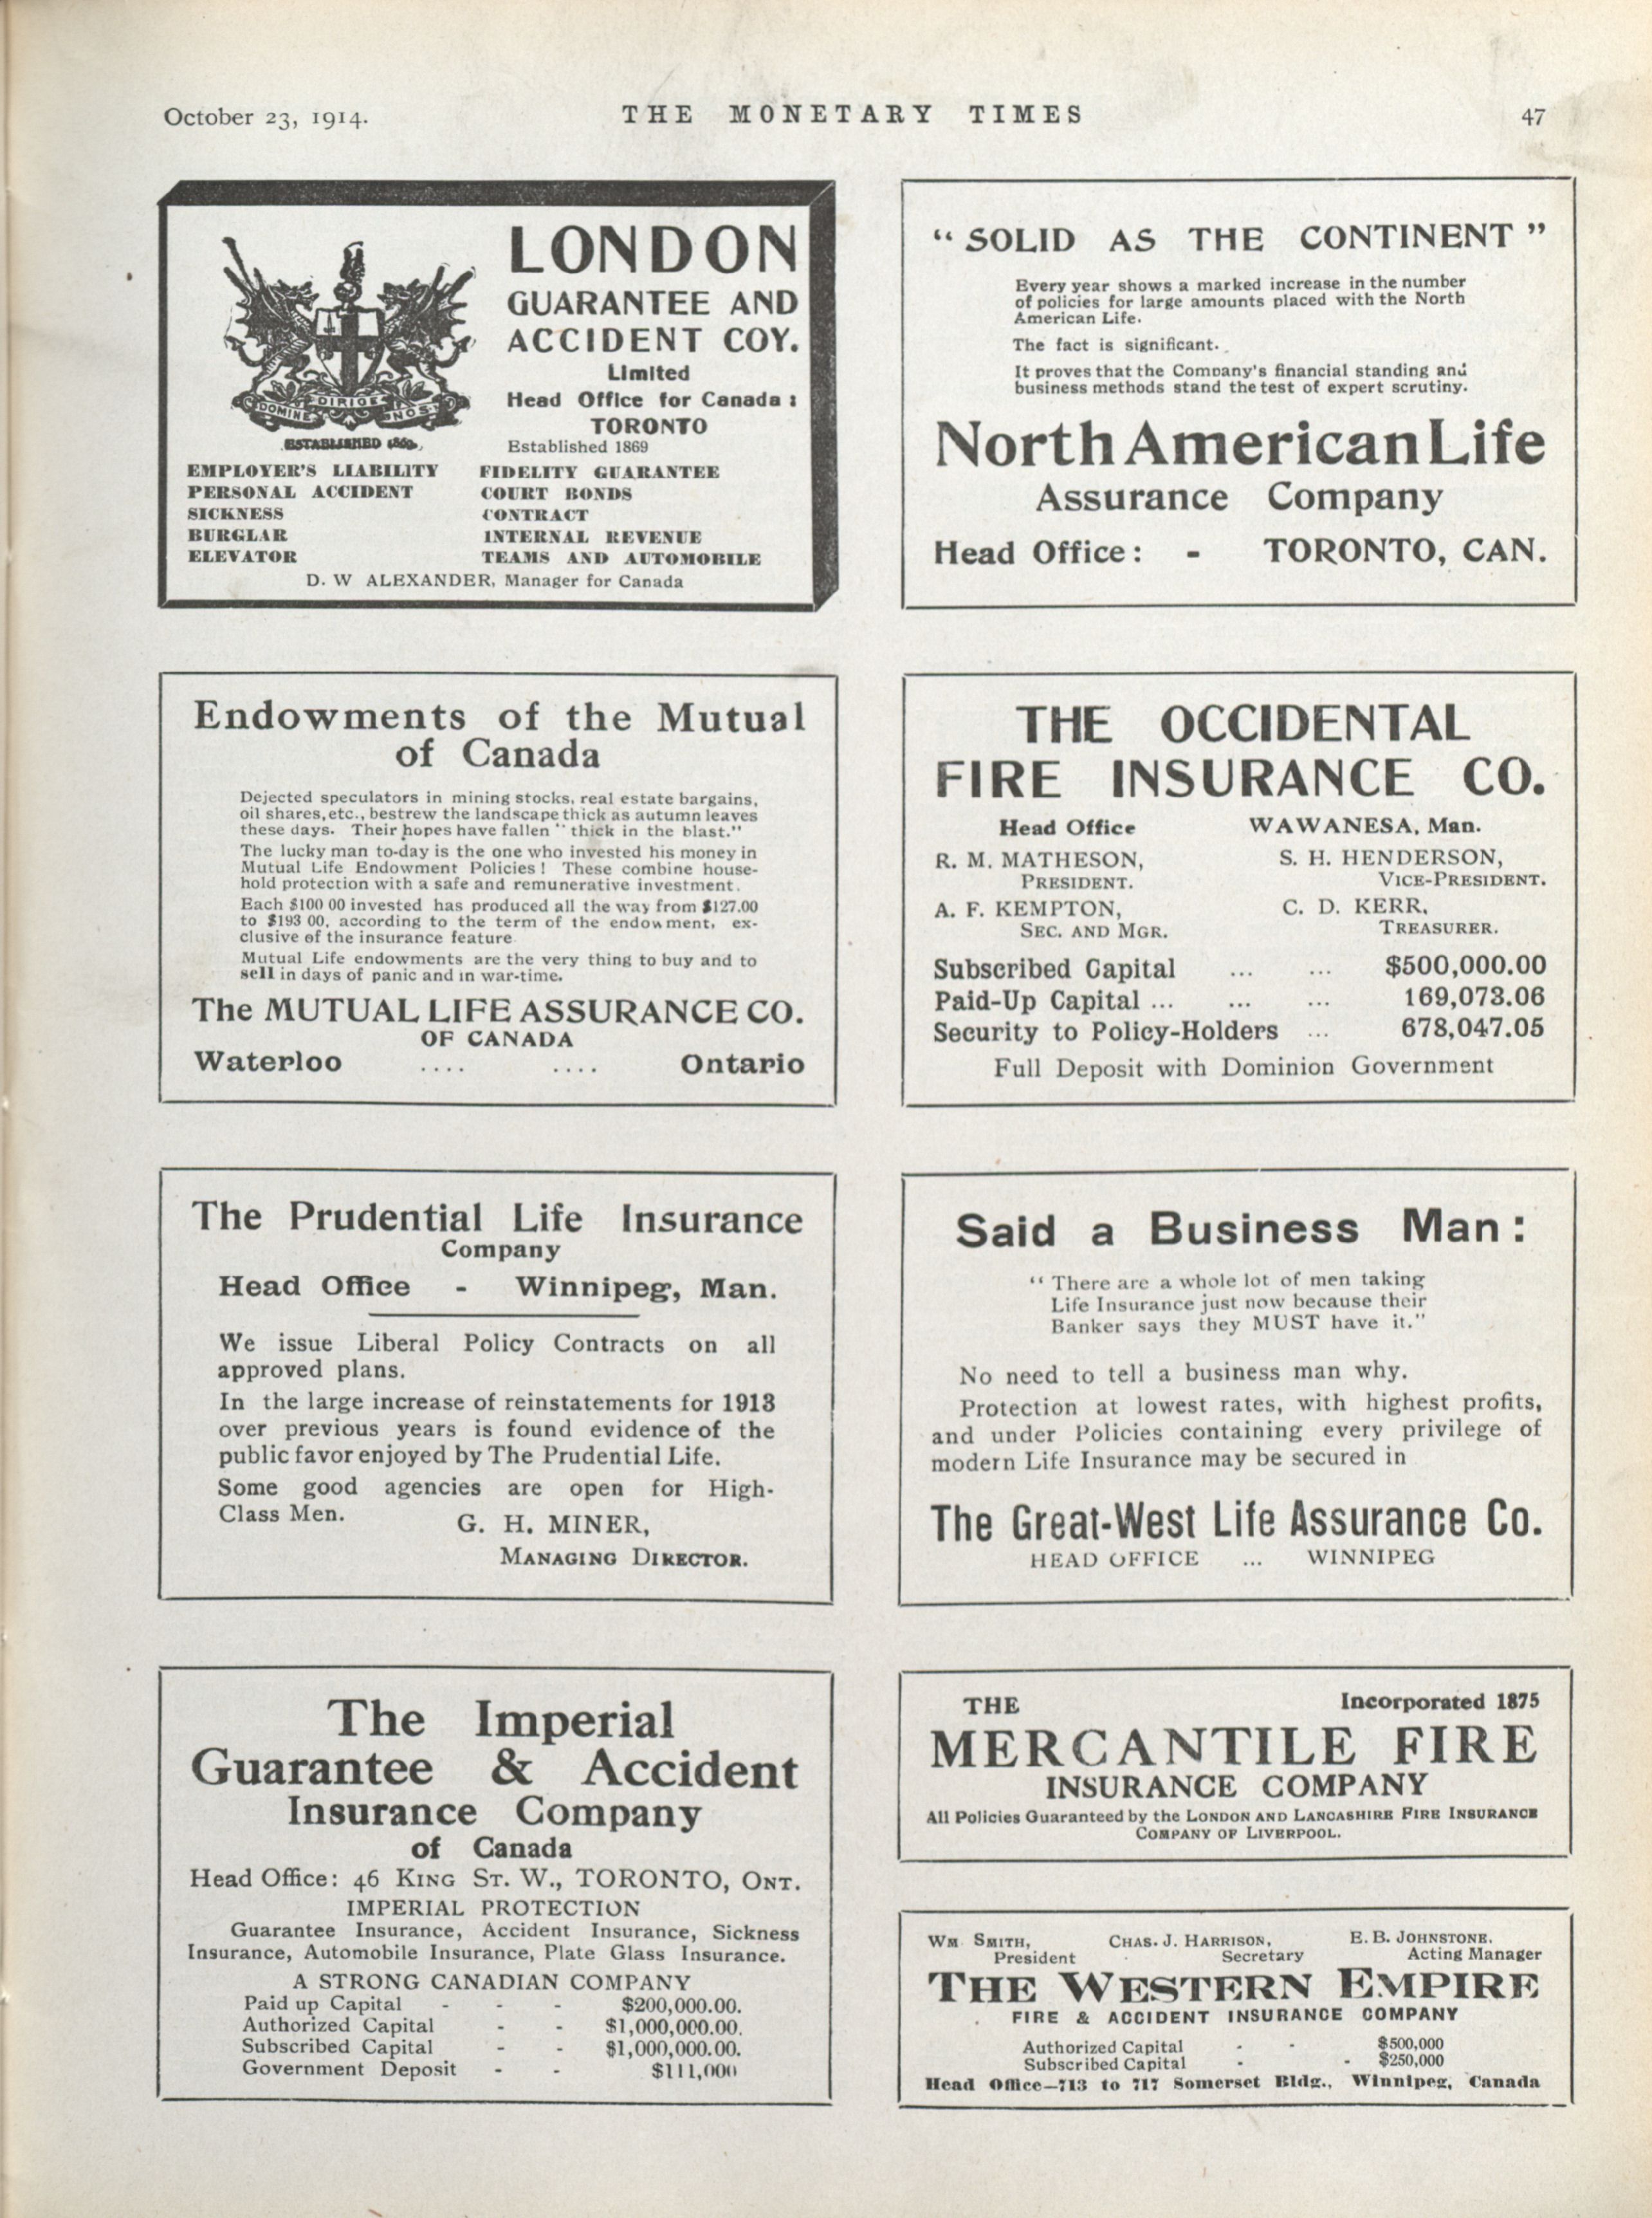 October 23, 1914.
THE MONETARY TIMES
47
LONDON
GUARANTEE AND
ACCIDENT COY.
Limited
Head Office for Canada:
TORONTO
Established 1869
DOMINE DIRIGE NOS
ESTABLISHED 1869.
EMPLOYER'S LIABILITY
PERSONAL ACCIDENT
SICKNESS
BURGLAR
ELEVATOR
FIDELITY GUARANTEE
COURT BONDS
CONTRACT
INTERNAL REVENUE
TEAMS AND AUTOMOBILE
D. W ALEXANDER, Manager for Canada
"SOLID AS THE CONTINENT"
Every year shows a marked increase in the number
of policies for large amounts placed with the North
American Life.
The fact is significant.
It proves that the Company's financial standing and
business methods stand the test of expert scrutiny.
North American Life
Assurance Company
Head Office: - TORONTO, CAN.
Endowments of the Mutual
of Canada
Dejected speculators in mining stocks, real estate bargains,
oil shares, etc., bestrew the landscape thick as autumn leaves
these days. Their hopes have fallen "thick in the blast."
The lucky man to-day is the one who invested his money in
Mutual Life Endowment Policies! These combine house-
hold protection with a safe and remunerative investment.
Each $100 00 invested has produced all the way from $127.00
to $193 00, according to the term of the endowment, ex-
clusive of the insurance feature
Mutual Life endowments are the very thing to buy and to
sell in days of panic and in war-time.
The MUTUAL LIFE ASSURANCE CO.
OF CANADA
Waterloo .... .... Ontario
THE OCCIDENTAL
FIRE INSURANCE CO.
Head Office WAWANESA, Man.
R. M. MATHESON, S. H. HENDERSON,
PRESIDENT. VICE-PRESIDENT.
A. F. KEMPTON, C. D. KERR,
SEC. AND MGR. TREASURER.
Subscribed Capital ... ... $500,000.00
Paid-Up Capital ... ... ... 169,073.06
Security to Policy-Holders ... 678,047.05
Full Deposit with Dominion Government
The Prudential Life Insurance
Company
Head Office - Winnipeg, Man.
We issue Liberal Policy Contracts on all
approved plans.
In the large increase of reinstatements for 1913
over previous years is found evidence of the
public favor enjoyed by The Prudential Life.
Some good agencies are open for High-
Class Men.
G. H. MINER,
MANAGING DIRECTOR.
Said a Business Man:
"There are a whole lot of men taking
Life Insurance just now because their
Banker says they MUST have it."
No need to tell a business man why.
Protection at lowest rates, with highest profits,
and under Policies containing every privilege of
modern Life Insurance may be secured in
The Great-West Life Assurance Co.
HEAD OFFICE ... WINNIPEG
The Imperial
Guarantee & Accident
Insurance Company
of Canada
Head Office: 46 KING ST. W., TORONTO, ONT.
IMPERIAL PROTECTION
Guarantee Insurance, Accident Insurance, Sickness
Insurance, Automobile Insurance, Plate Glass Insurance.
A STRONG CANADIAN COMPANY
Paid up Capital - - - $200,000.00.
Authorized Capital - - $1,000,000.00.
Subscribed Capital - - $1,000,000.00.
Government Deposit - - $111,000
THE Incorporated 1875
MERCANTILE FIRE
INSURANCE COMPANY
All Policies Guaranteed by the LONDON AND LANCASHIRE FIRE INSURANCE
COMPANY OF LIVERPOOL.
WM. SMITH, CHAS. J. HARRISON, E. B. JOHNSTONE,
President Secretary Acting Manager
THE WESTERN EMPIRE
FIRE & ACCIDENT INSURANCE COMPANY
Authorized Capital - - $500,000
Subscribed Capital - - $250,000
Head Office—713 to 717 Somerset Bldg., Winnipeg, Canada